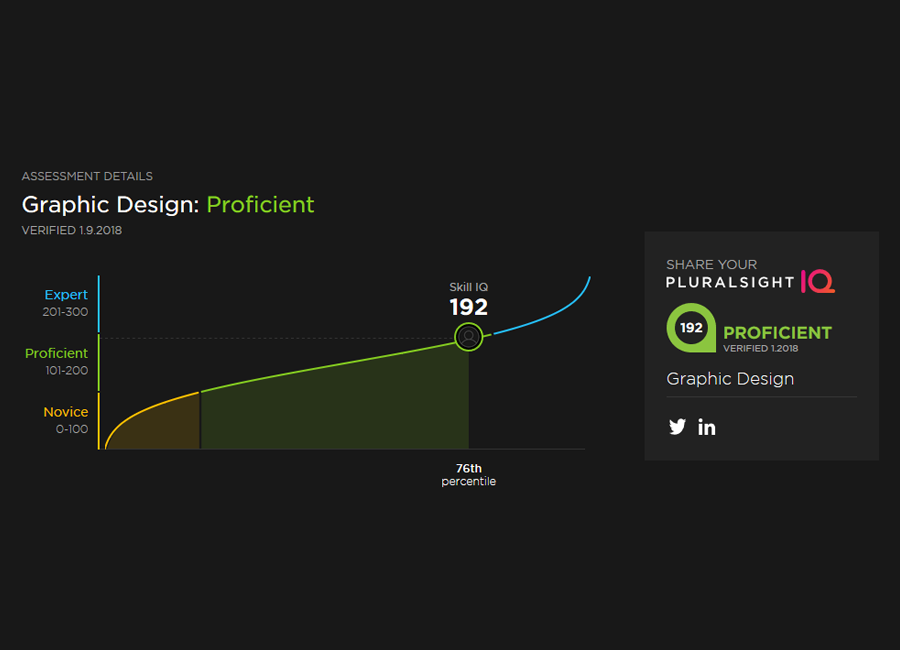 ASSESSMENT DETAILS
Graphic Design: Proficient
VERIFIED 1.9.2018
Expert
201-300
Proficient
101-200
Novice
0-100
Skill IQ
192
76th
percentile
SHARE YOUR
PLURALSIGHT IQ
192 PROFICIENT
VERIFIED 1.2018
Graphic Design